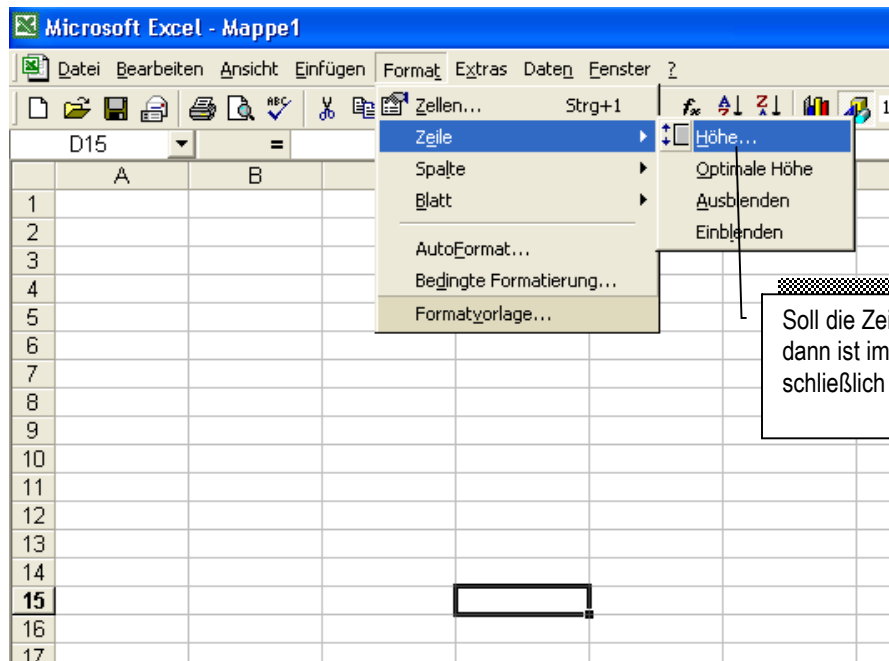 Microsoft Excel - Mappe1
Datei Bearbeiten Ansicht Einfügen Format Extras Daten Fenster ?
D15 =
Zellen... Strg+1
Zeile
Spalte
Blatt
AutoFormat...
Bedingte Formatierung...
Formatvorlage...
Höhe...
Optimale Höhe
Ausblenden
Einblenden
A B
1
2
3
4
5
6
7
8
9
10
11
12
13
14
15
16
17
Soll die Zei
dann ist im
schließlich